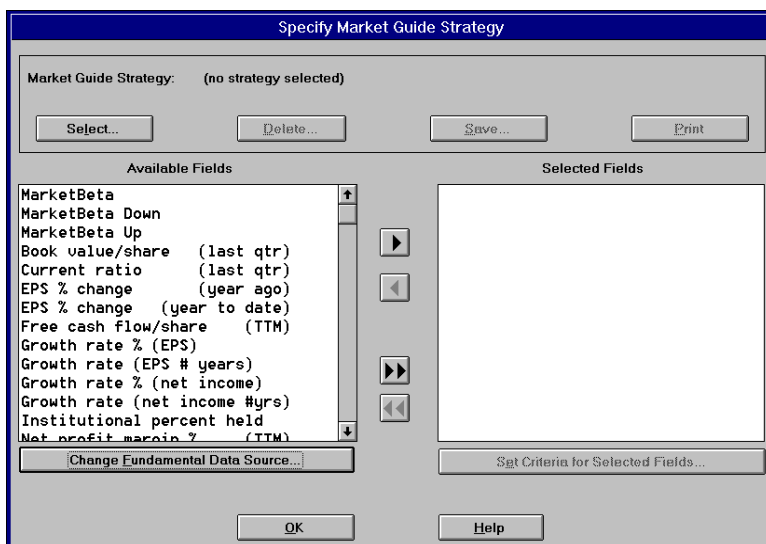 Specify Market Guide Strategy
Market Guide Strategy: (no strategy selected)
Select... Delete... Save... Print
Available Fields Selected Fields
MarketBeta
MarketBeta Down
MarketBeta Up
Book value/share (last qtr)
Current ratio (last qtr)
EPS % change (year ago)
EPS % change (year to date)
Free cash flow/share (TTM)
Growth rate % (EPS)
Growth rate (EPS # years)
Growth rate % (net income)
Growth rate (net income #yrs)
Institutional percent held
Net profit margin % (TTM)
Change Fundamental Data Source... Set Criteria for Selected Fields...
OK Help